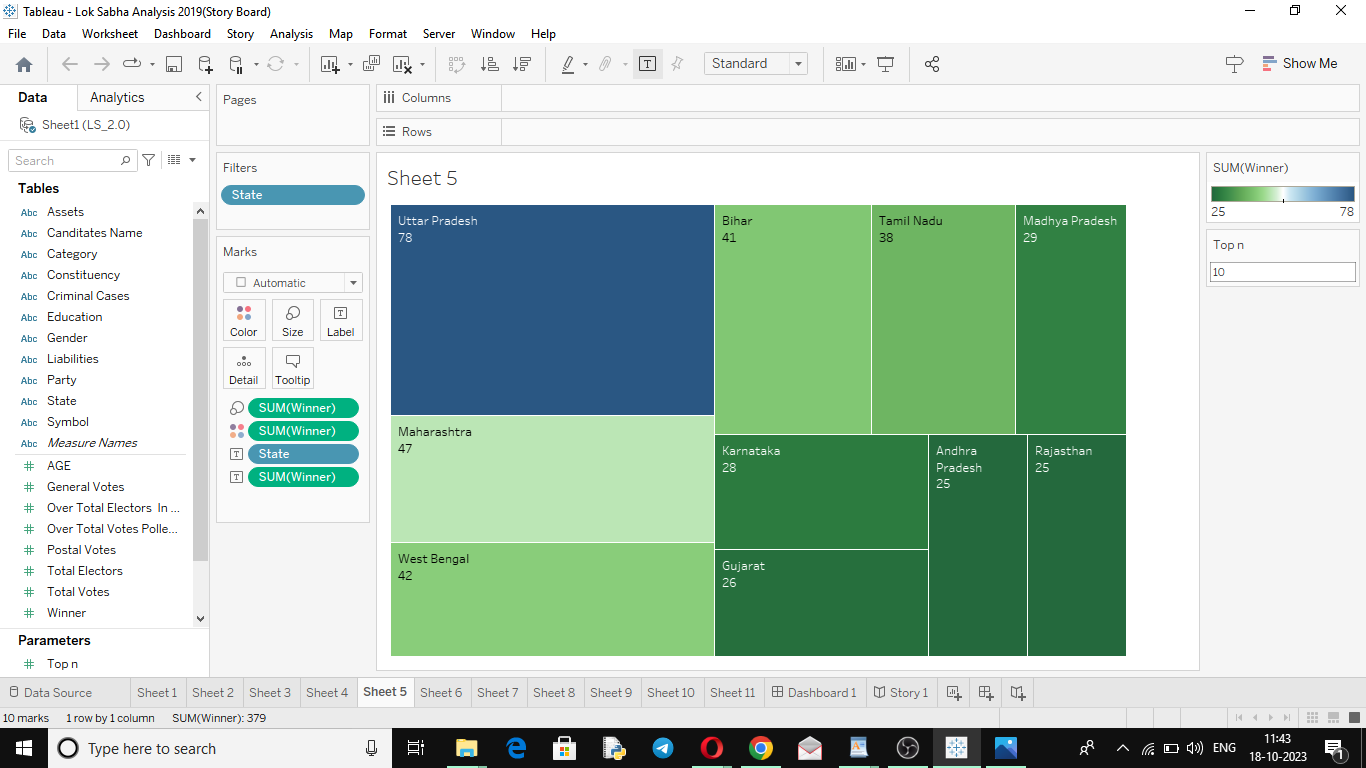 Tableau - Lok Sabha Analysis 2019(Story Board)
File Data Worksheet Dashboard Story Analysis Map Format Server Window Help
Standard
Show Me
Data Analytics
Sheet1 (LS_2.0)
Search
Tables
Abc Assets
Abc Canditates Name
Abc Category
Abc Constituency
Abc Criminal Cases
Abc Education
Abc Gender
Abc Liabilities
Abc Party
Abc State
Abc Symbol
Abc Measure Names
# AGE
# General Votes
# Over Total Electors In ...
# Over Total Votes Polle...
# Postal Votes
# Total Electors
# Total Votes
# Winner
Parameters
# Top n
Pages
Filters
State
Marks
Automatic
Color Size Label
Detail Tooltip
SUM(Winner)
SUM(Winner)
State
SUM(Winner)
Columns
Rows
Sheet 5
Uttar Pradesh
78
Maharashtra
47
West Bengal
42
Bihar
41
Tamil Nadu
38
Madhya Pradesh
29
Karnataka
28
Gujarat
26
Andhra
Pradesh
25
Rajasthan
25
SUM(Winner)
25 78
Top n
10
Data Source Sheet 1 Sheet 2 Sheet 3 Sheet 4 Sheet 5 Sheet 6 Sheet 7 Sheet 8 Sheet 9 Sheet 10 Sheet 11 Dashboard 1 Story 1
10 marks 1 row by 1 column SUM(Winner): 379
Type here to search
ENG
11:43
18-10-2023
1